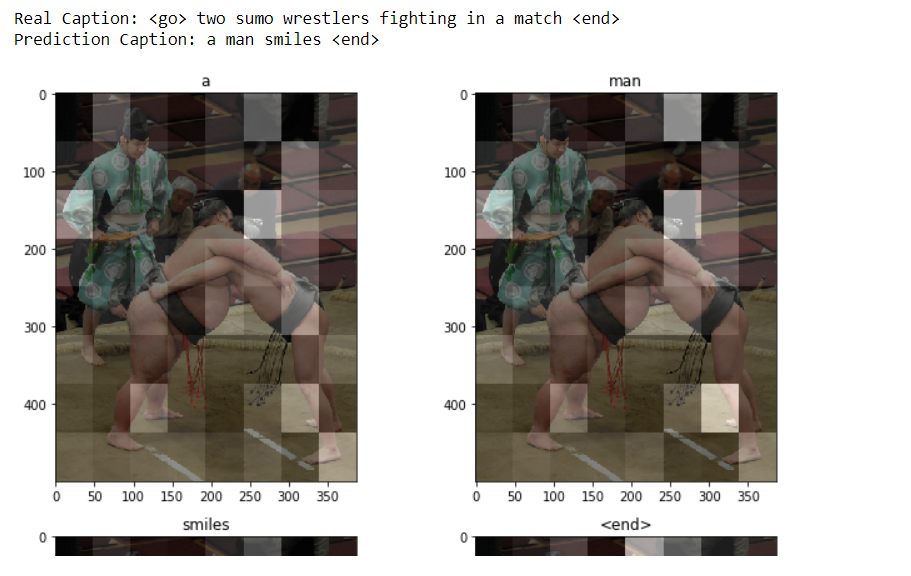 Real Caption: <go> two sumo wrestlers fighting in a match <end>
Prediction Caption: a man smiles <end>
a
man
0
100
200
300
400
0 50 100 150 200 250 300 350
0
100
200
300
400
0 50 100 150 200 250 300 350
smiles
<end>
0
0